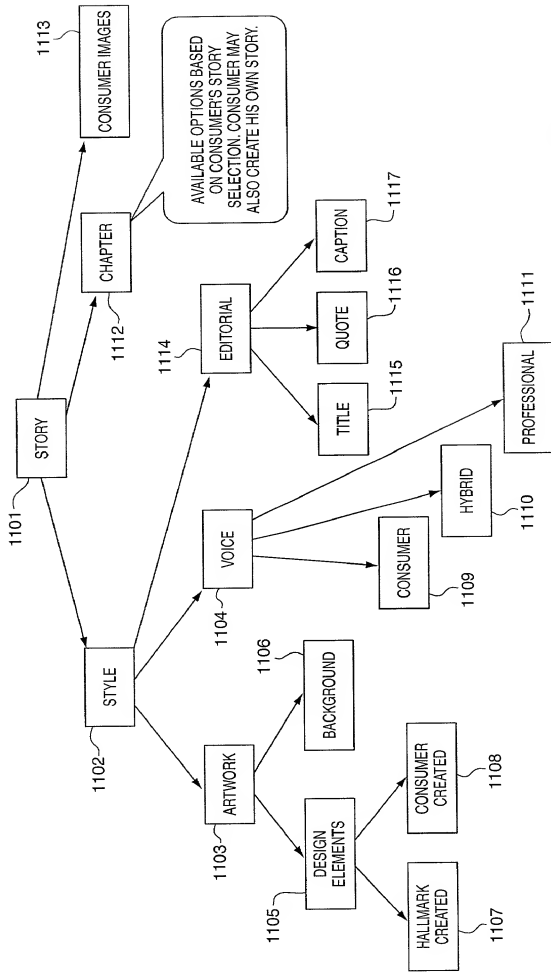 1101
STORY
1113
CONSUMER IMAGES
1102
STYLE
1112
CHAPTER
AVAILABLE OPTIONS BASED
ON CONSUMER'S STORY
SELECTION. CONSUMER MAY
ALSO CREATE HIS OWN STORY.
1103
ARTWORK
1104
VOICE
1114
EDITORIAL
1105
DESIGN
ELEMENTS
1106
BACKGROUND
CONSUMER
1109
HYBRID
1110
PROFESSIONAL
1111
TITLE
1115
QUOTE
1116
CAPTION
1117
HALLMARK
CREATED
1107
CONSUMER
CREATED
1108